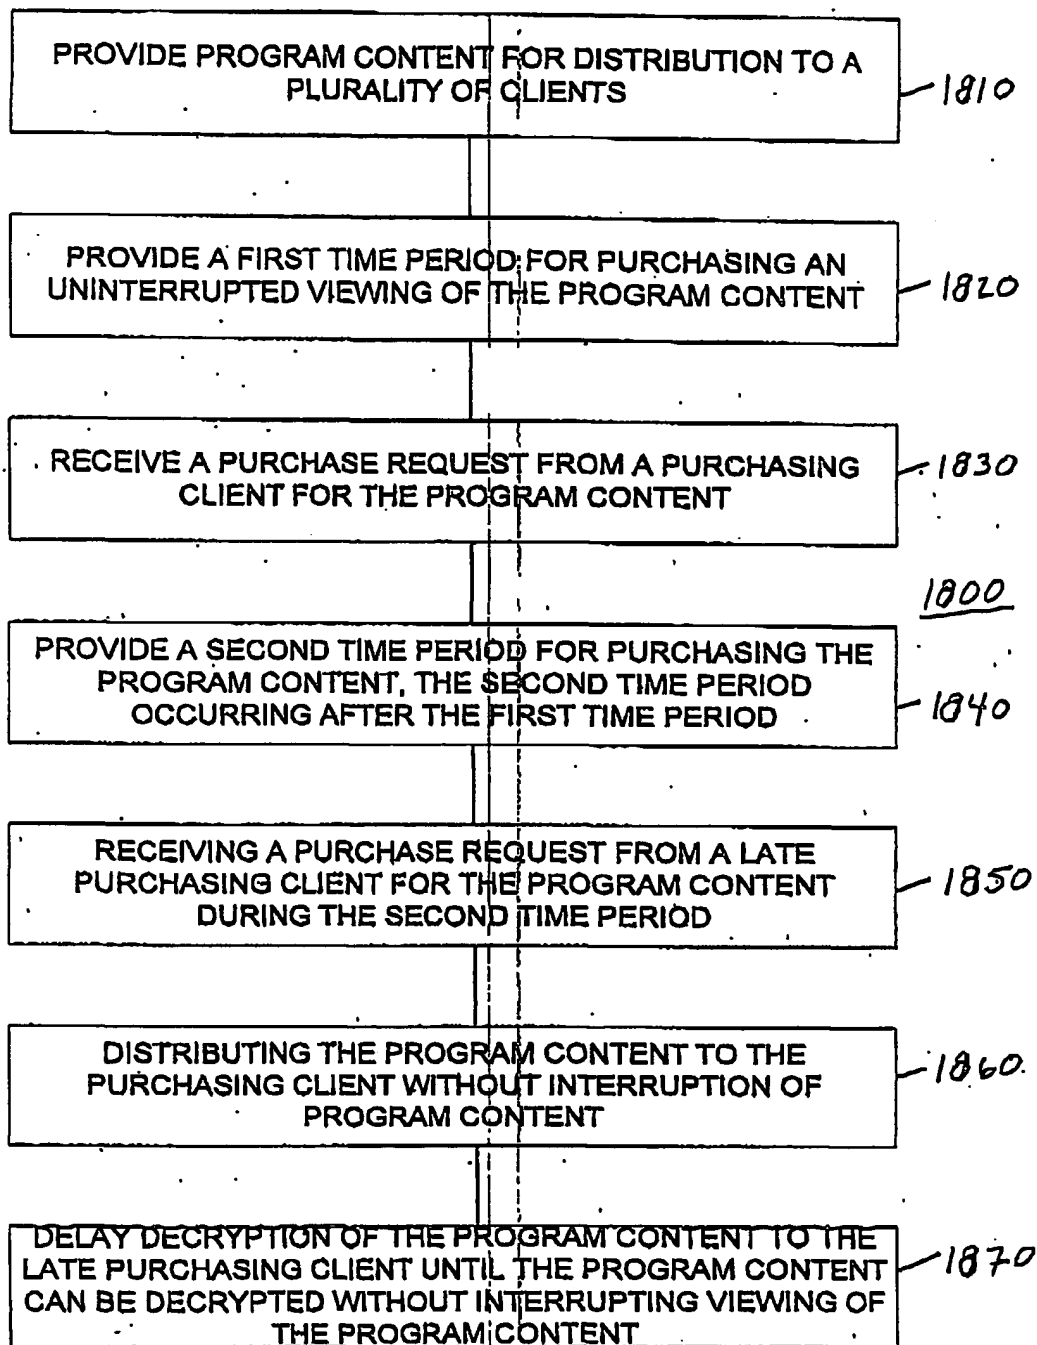 PROVIDE PROGRAM CONTENT FOR DISTRIBUTION TO A
PLURALITY OF CLIENTS
1810
PROVIDE A FIRST TIME PERIOD FOR PURCHASING AN
UNINTERRUPTED VIEWING OF THE PROGRAM CONTENT
1820
RECEIVE A PURCHASE REQUEST FROM A PURCHASING
CLIENT FOR THE PROGRAM CONTENT
1830
1800
PROVIDE A SECOND TIME PERIOD FOR PURCHASING THE
PROGRAM CONTENT, THE SECOND TIME PERIOD
OCCURRING AFTER THE FIRST TIME PERIOD
1840
RECEIVING A PURCHASE REQUEST FROM A LATE
PURCHASING CLIENT FOR THE PROGRAM CONTENT
DURING THE SECOND TIME PERIOD
1850
DISTRIBUTING THE PROGRAM CONTENT TO THE
PURCHASING CLIENT WITHOUT INTERRUPTION OF
PROGRAM CONTENT
1860
DELAY DECRYPTION OF THE PROGRAM CONTENT TO THE
LATE PURCHASING CLIENT UNTIL THE PROGRAM CONTENT
CAN BE DECRYPTED WITHOUT INTERRUPTING VIEWING OF
THE PROGRAM CONTENT
1870